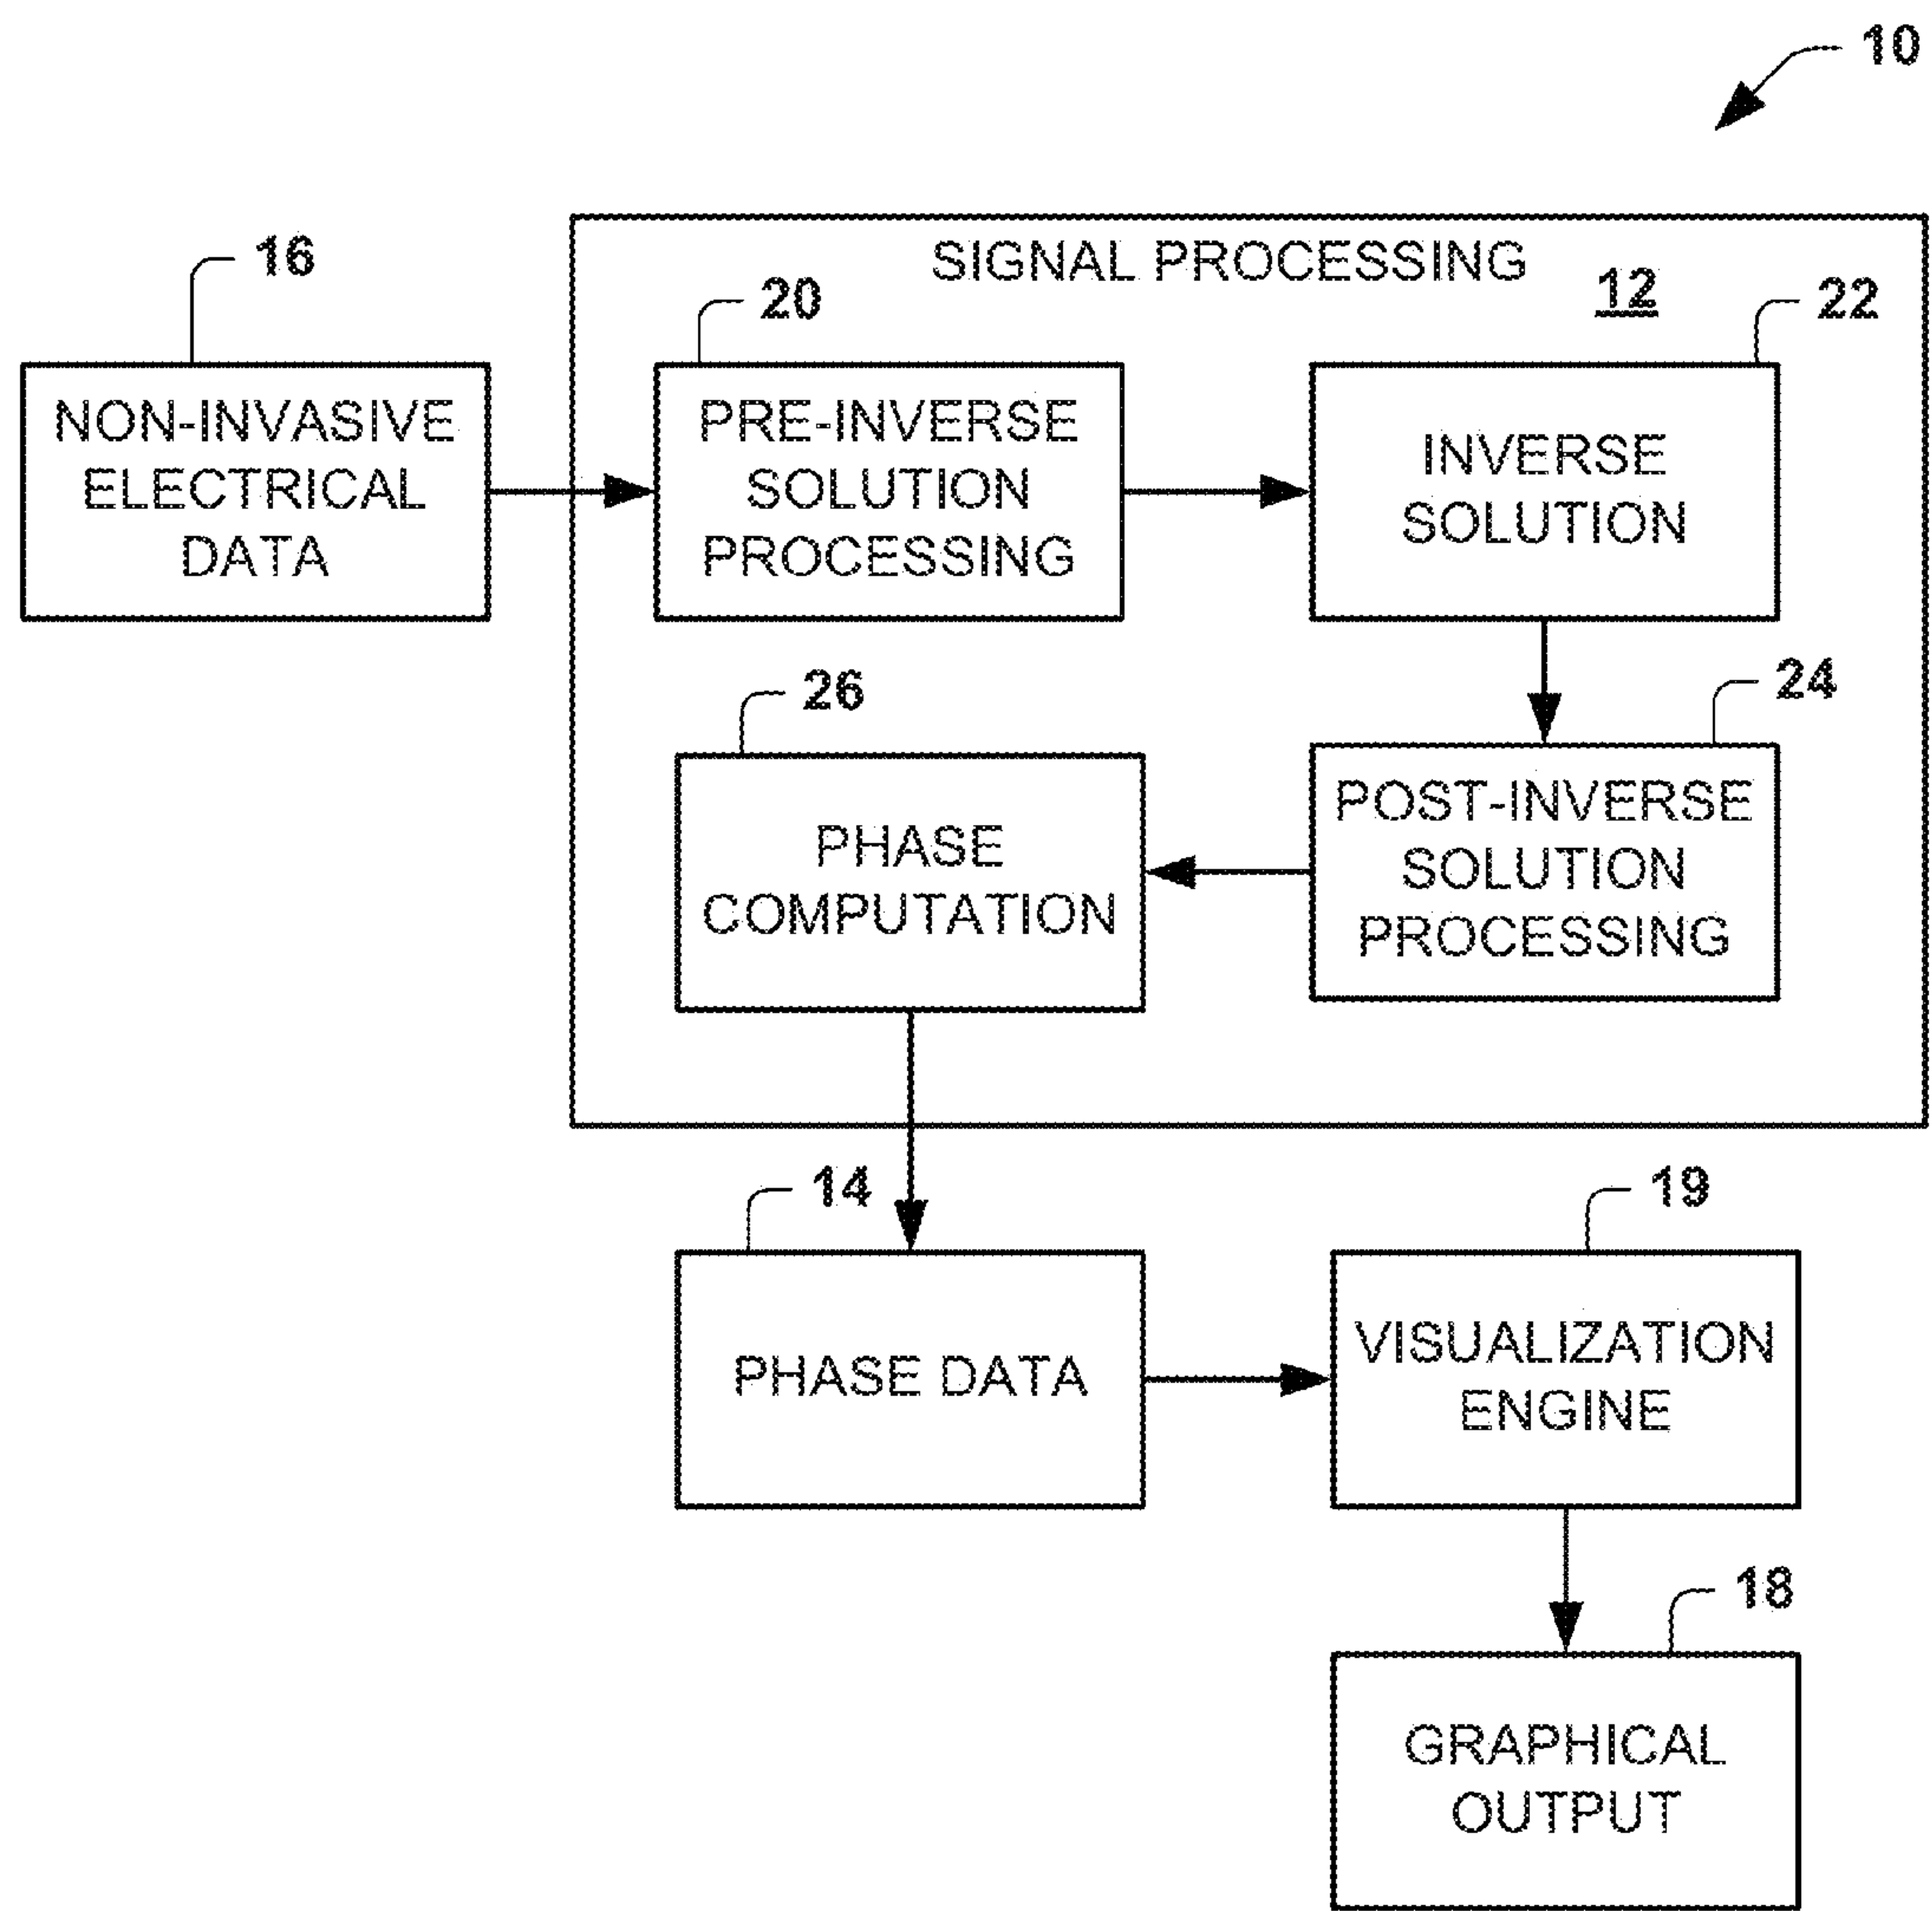 10
SIGNAL PROCESSING
12
16
NON-INVASIVE
ELECTRICAL
DATA
20
PRE-INVERSE
SOLUTION
PROCESSING
22
INVERSE
SOLUTION
24
POST-INVERSE
SOLUTION
PROCESSING
26
PHASE
COMPUTATION
14
PHASE DATA
19
VISUALIZATION
ENGINE
18
GRAPHICAL
OUTPUT